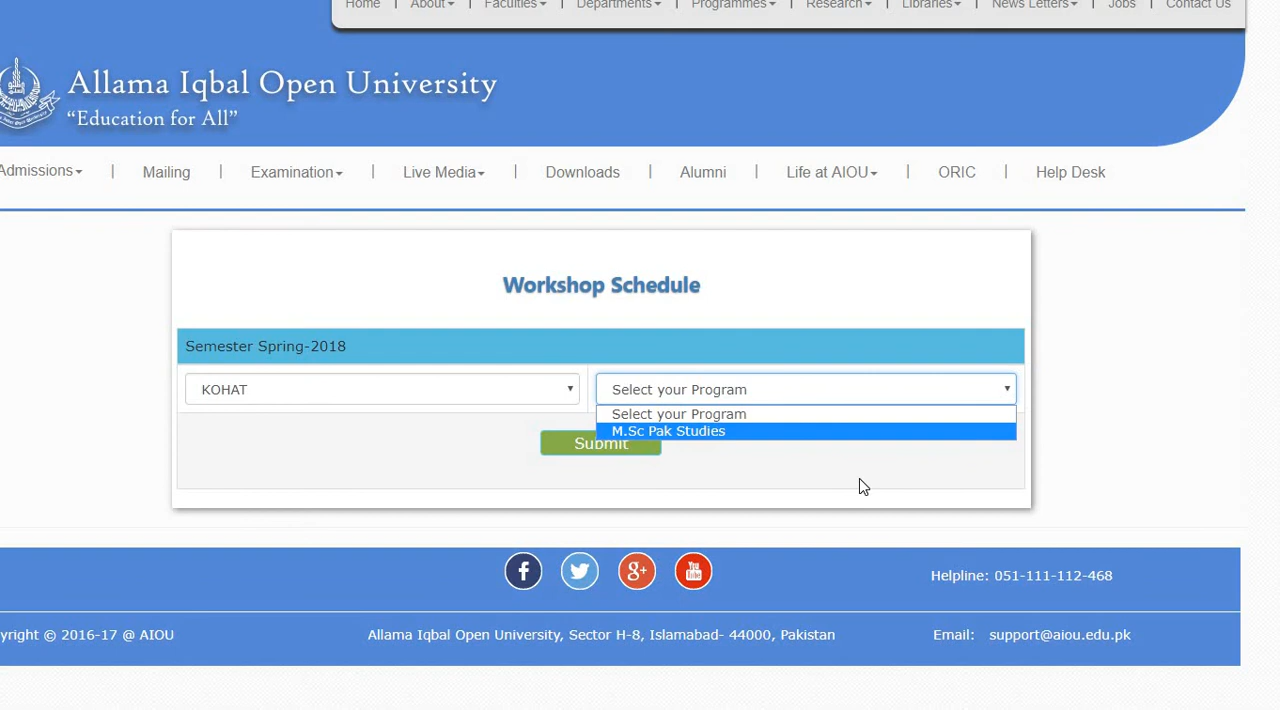 Home | About | Faculties | Departments | Programmes | Research | Libraries | News Letters | Jobs | Contact Us
Allama Iqbal Open University
“Education for All”
Admissions | Mailing | Examination | Live Media | Downloads | Alumni | Life at AIOU | ORIC | Help Desk
Workshop Schedule
Semester Spring-2018
KOHAT Select your Program
Select your Program
M.Sc Pak Studies
Submit
Helpline: 051-111-112-468
yright © 2016-17 @ AIOU Allama Iqbal Open University, Sector H-8, Islamabad- 44000, Pakistan Email: support@aiou.edu.pk